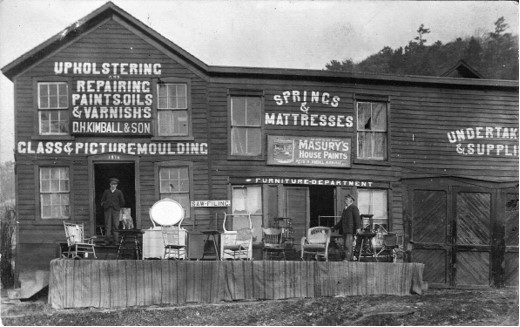 UPHOLSTERING
AND
REPAIRING
PAINTS,OILS
& VARNISHS
D.H.KIMBALL & SON
GLASS & PICTURE MOULDING
SPRINGS
&
MATTRESSES
MASURY'S
HOUSE PAINTS
UNDERTAK
& SUPPLI
SAW FILING
FURNITURE-DEPARTMENT